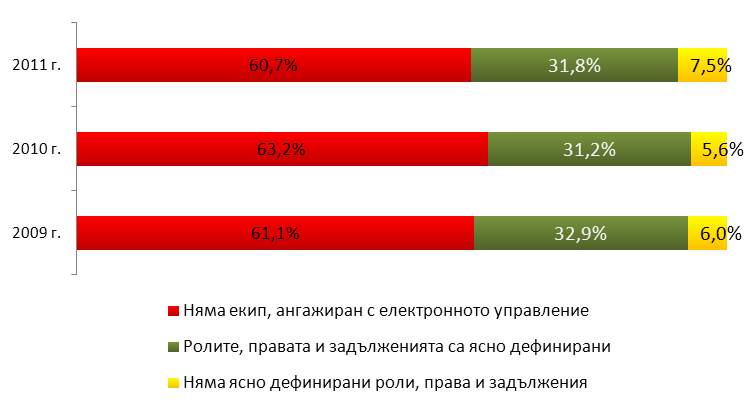 2011 г.
60,7%
31,8%
7,5%
2010 г.
63,2%
31,2%
5,6%
2009 г.
61,1%
32,9%
6,0%
Няма екип, ангажиран с електронното управление
Ролите, правата и задълженията са ясно дефинирани
Няма ясно дефинирани роли, права и задължения